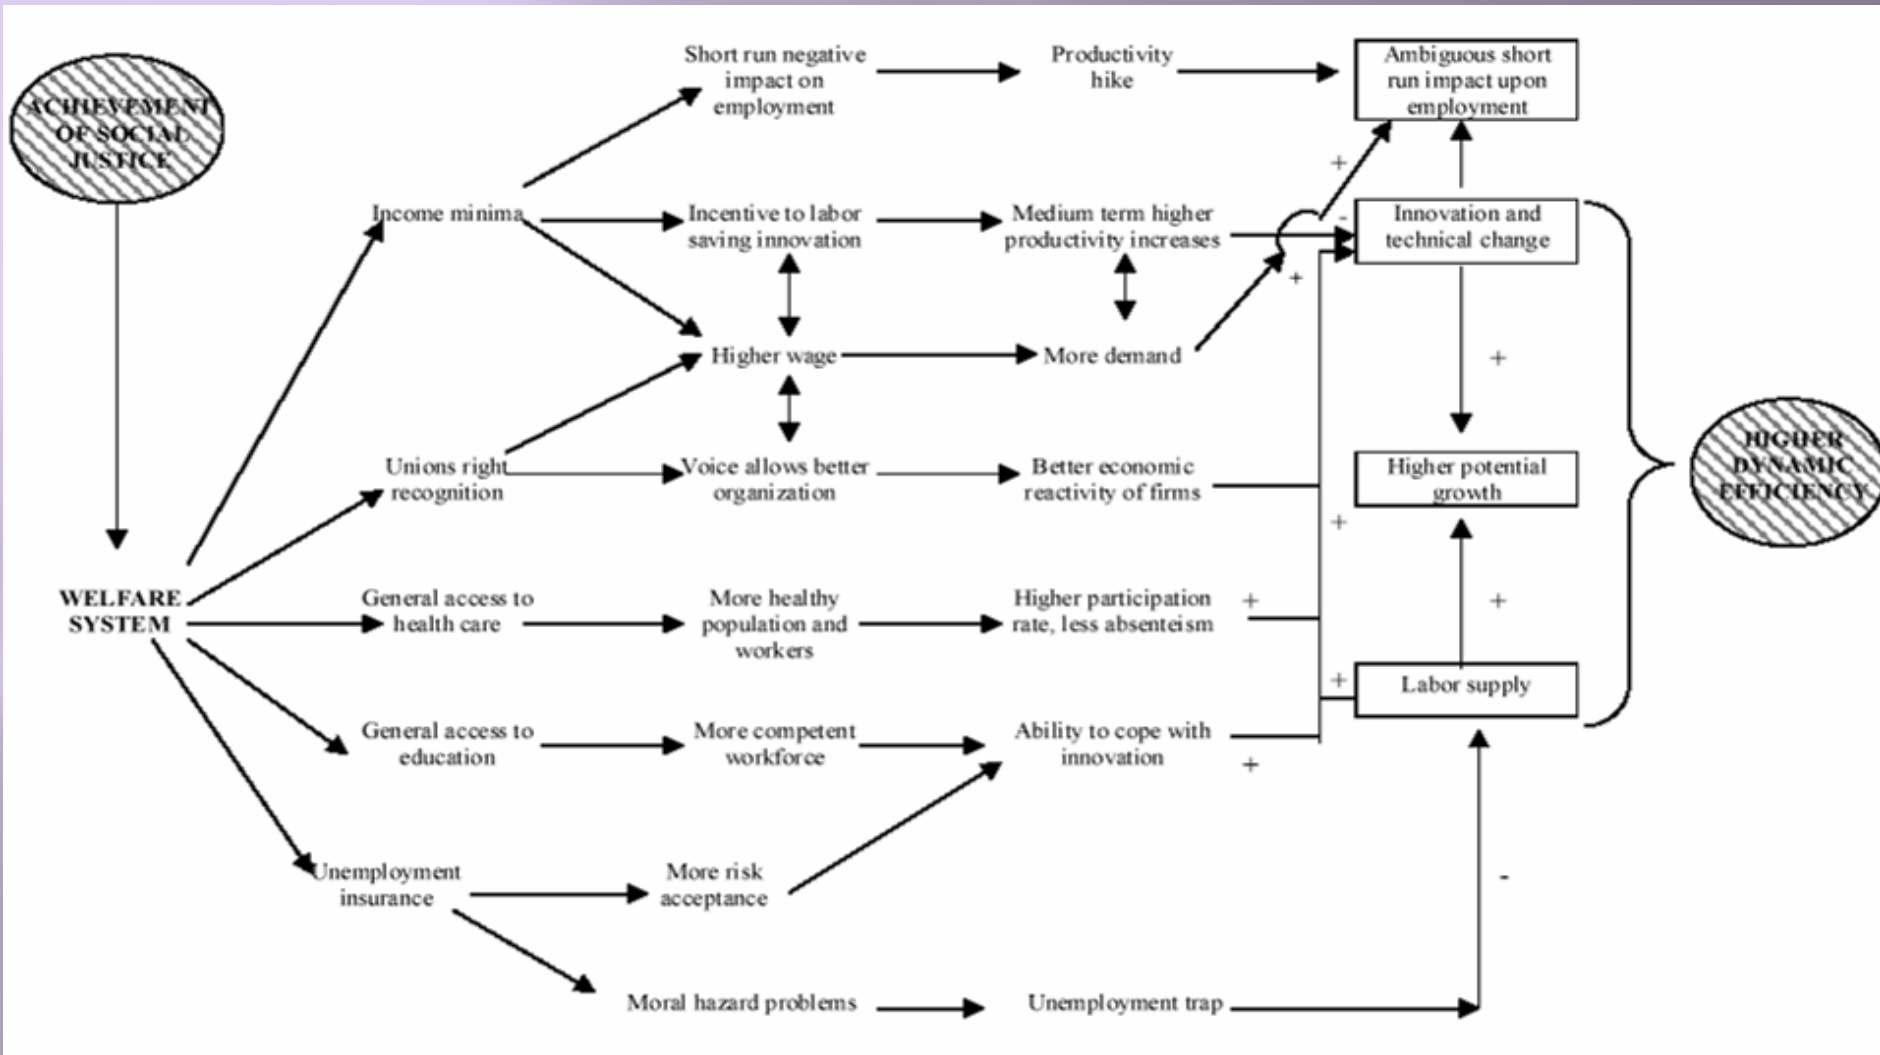 ACHIEVEMENT
OF SOCIAL
JUSTICE
WELFARE
SYSTEM
Income minima
Unions right
recognition
General access to
health care
General access to
education
Unemployment
insurance
Short run negative
impact on
employment
Incentive to labor
saving innovation
Higher wage
Voice allows better
organization
More healthy
population and
workers
More competent
workforce
More risk
acceptance
Moral hazard problems
Productivity
hike
Medium term higher
productivity increases
More demand
Better economic
reactivity of firms
Higher participation
rate, less absenteism
Ability to cope with
innovation
Unemployment trap
+
-
+
+
+
+
+
Ambiguous short
run impact upon
employment
Innovation and
technical change
+
Higher potential
growth
+
Labor supply
-
HIGHER
DYNAMIC
EFFICIENCY